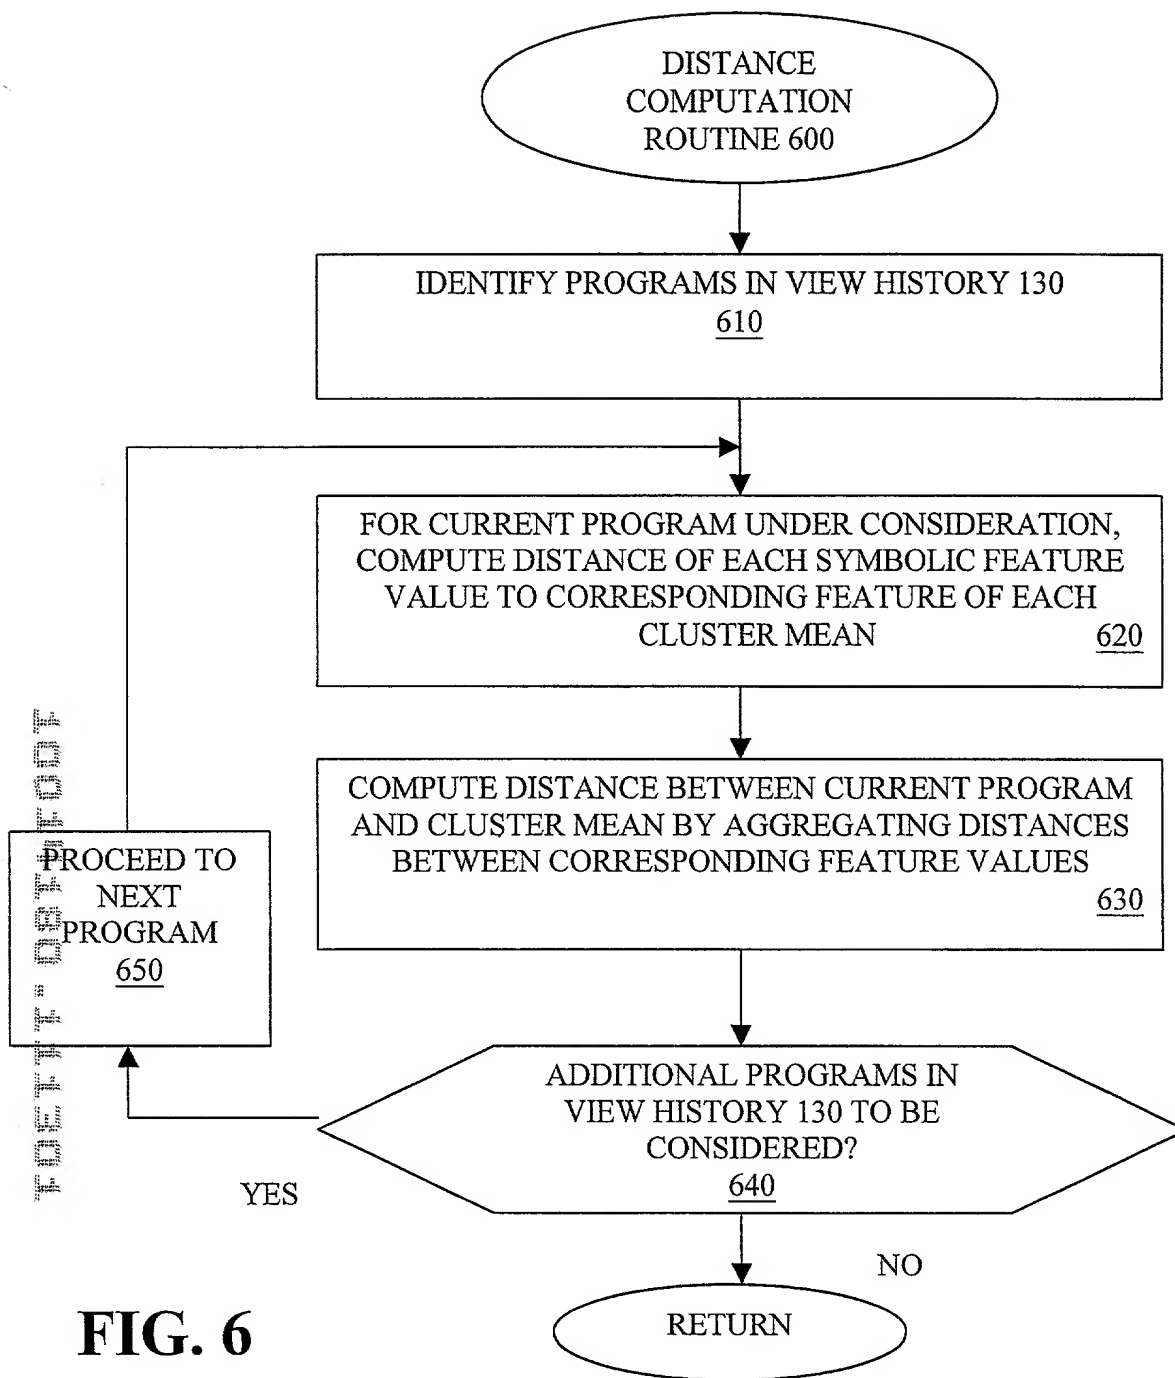 DISTANCE
COMPUTATION
ROUTINE 600
IDENTIFY PROGRAMS IN VIEW HISTORY 130
610
FOR CURRENT PROGRAM UNDER CONSIDERATION,
COMPUTE DISTANCE OF EACH SYMBOLIC FEATURE
VALUE TO CORRESPONDING FEATURE OF EACH
CLUSTER MEAN 620
COMPUTE DISTANCE BETWEEN CURRENT PROGRAM
AND CLUSTER MEAN BY AGGREGATING DISTANCES
BETWEEN CORRESPONDING FEATURE VALUES
630
PROCEED TO
NEXT
PROGRAM
650
ADDITIONAL PROGRAMS IN
VIEW HISTORY 130 TO BE
CONSIDERED?
640
YES
NO
RETURN
FIG. 6